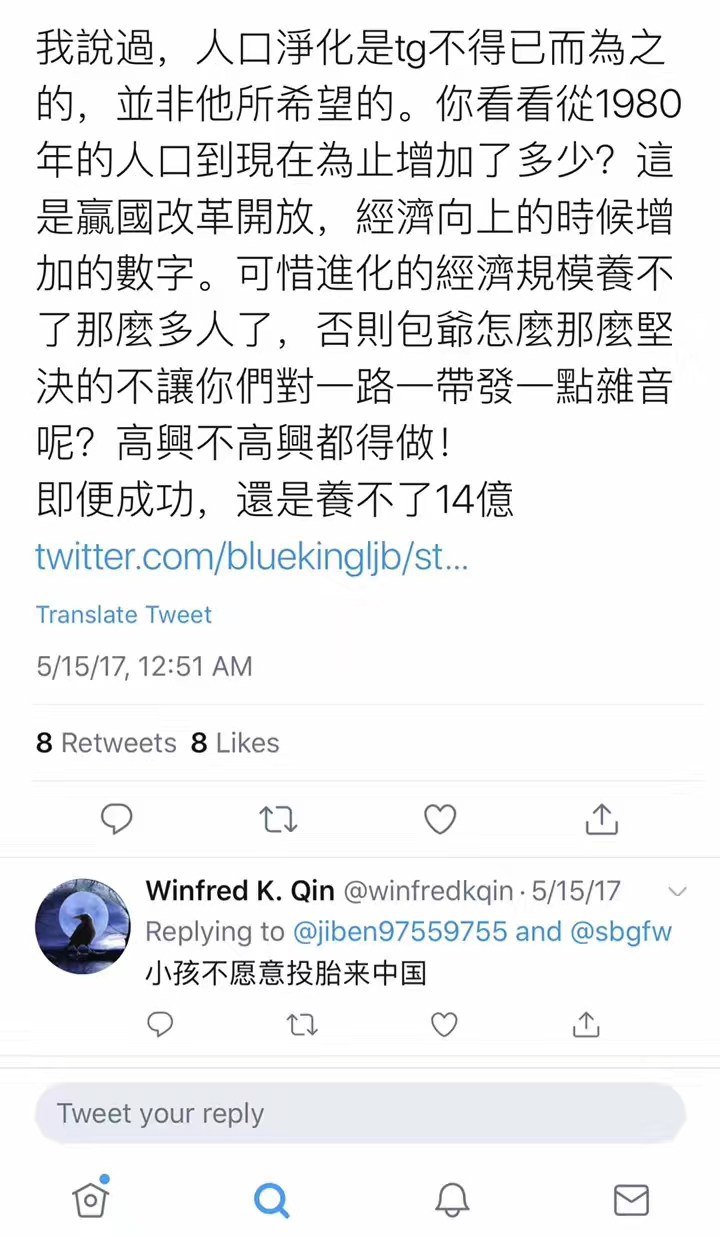 我說過，人口淨化是tg不得已而為之
的，並非他所希望的。你看看從1980
年的人口到現在為止增加了多少？這
是贏國改革開放，經濟向上的時候增
加的數字。可惜進化的經濟規模養不
了那麼多人了，否則包爺怎麼那麼堅
決的不讓你們對一路一帶發一點雜音
呢？高興不高興都得做！
即便成功，還是養不了14億
twitter.com/bluekingljb/st...
Translate Tweet
5/15/17, 12:51 AM
8 Retweets 8 Likes
Winfred K. Qin @winfredkqin · 5/15/17
Replying to @jiben97559755 and @sbgfw
小孩不愿意投胎来中国
Tweet your reply